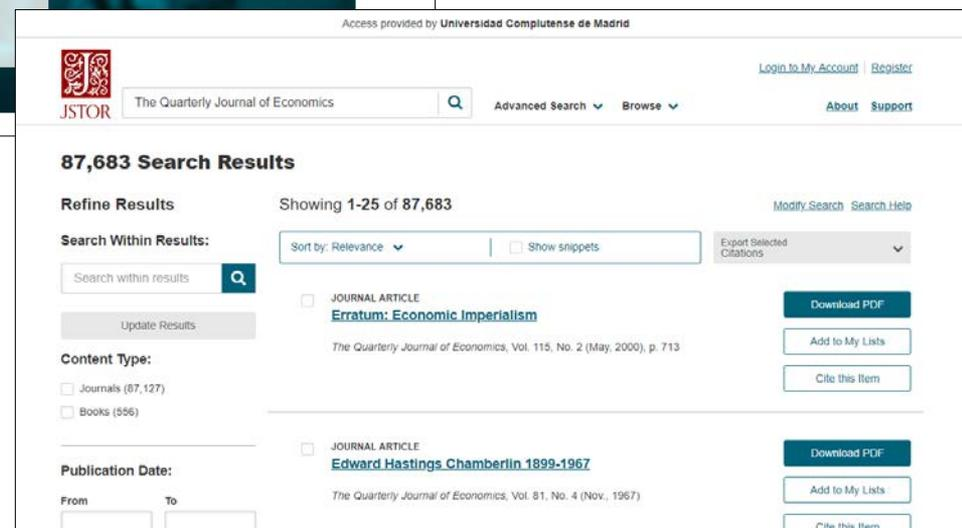 Access provided by Universidad Complutense de Madrid
Login to My Account Register
JSTOR
The Quarterly Journal of Economics
Advanced Search Browse
About Support
87,683 Search Results
Refine Results
Showing 1-25 of 87,683
Modify Search Search Help
Search Within Results:
Sort by: Relevance
Show snippets
Export Selected
Citations
Search within results
Update Results
JOURNAL ARTICLE
Erratum: Economic Imperialism
The Quarterly Journal of Economics, Vol. 115, No. 2 (May, 2000), p. 713
Download PDF
Add to My Lists
Cite this Item
Content Type:
Journals (87,127)
Books (556)
JOURNAL ARTICLE
Edward Hastings Chamberlin 1899-1967
The Quarterly Journal of Economics, Vol. 81, No. 4 (Nov., 1967)
Download PDF
Add to My Lists
Cite this Item
Publication Date:
From To